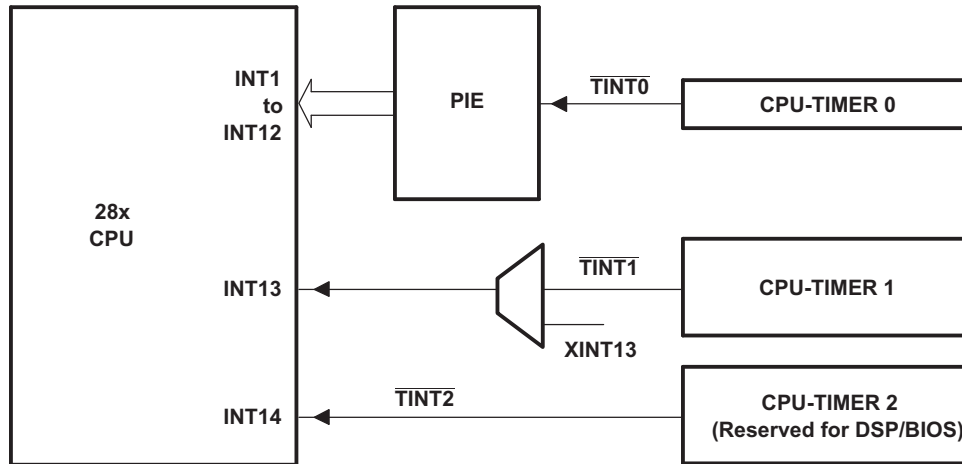 INT1
to
INT12
PIE
TINT0
CPU-TIMER 0
28x
CPU
INT13
TINT1
CPU-TIMER 1
XINT13
INT14
TINT2
CPU-TIMER 2
(Reserved for DSP/BIOS)